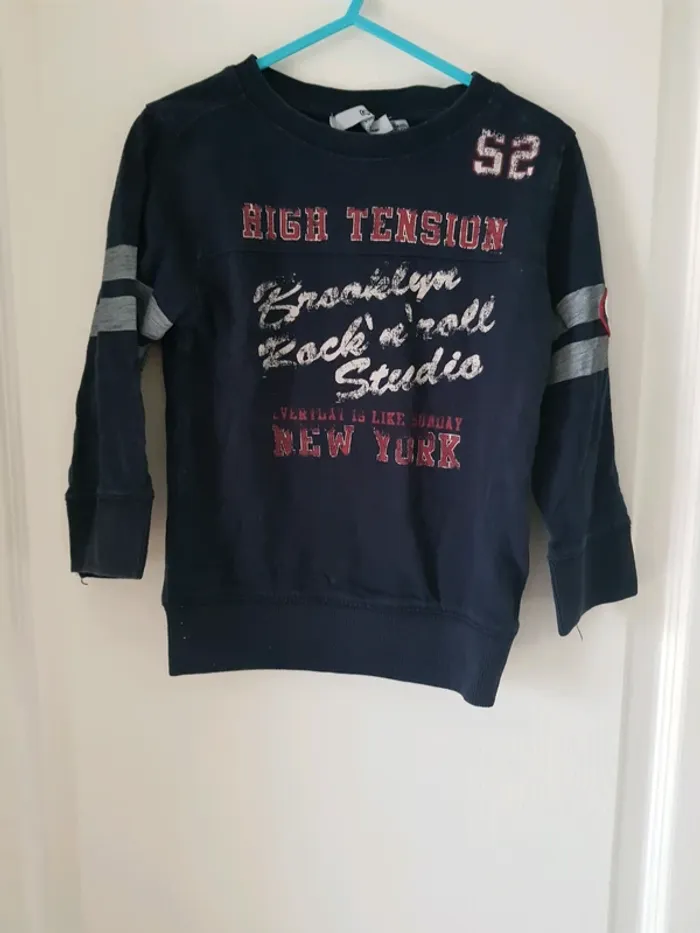 52
HIGH TENSION
Brooklyn
Rock'n'roll
Studio
EVERYDAY IS LIKE SUNDAY
NEW YORK